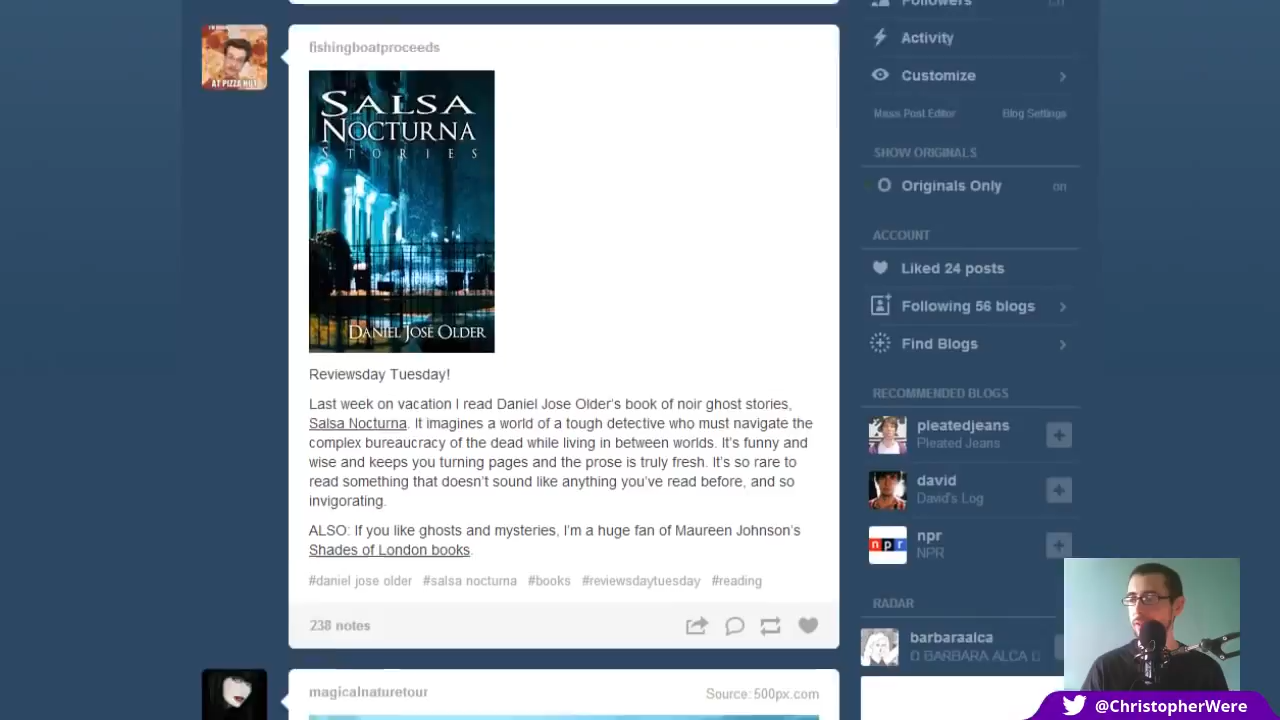 Followers
fishingboatproceeds
AT PIZZA HUT
SALSA
NOCTURNA
STORIES
DANIEL JOSÉ OLDER
Reviewsday Tuesday!
Last week on vacation I read Daniel Jose Older's book of noir ghost stories,
Salsa Nocturna. It imagines a world of a tough detective who must navigate the
complex bureaucracy of the dead while living in between worlds. It's funny and
wise and keeps you turning pages and the prose is truly fresh. It's so rare to
read something that doesn't sound like anything you've read before, and so
invigorating.
ALSO: If you like ghosts and mysteries, I'm a huge fan of Maureen Johnson's
Shades of London books.
#daniel jose older #salsa nocturna #books #reviewsdaytuesday #reading
238 notes
magicalnaturetour
Source: 500px.com
Activity
Customize
Mass Post Editor
Blog Settings
SHOW ORIGINALS
Originals Only
on
ACCOUNT
Liked 24 posts
Following 56 blogs
Find Blogs
RECOMMENDED BLOGS
pleatedjeans
Pleated Jeans
david
David's Log
npr
npr
NPR
RADAR
barbaraalca
@ChristopherWere